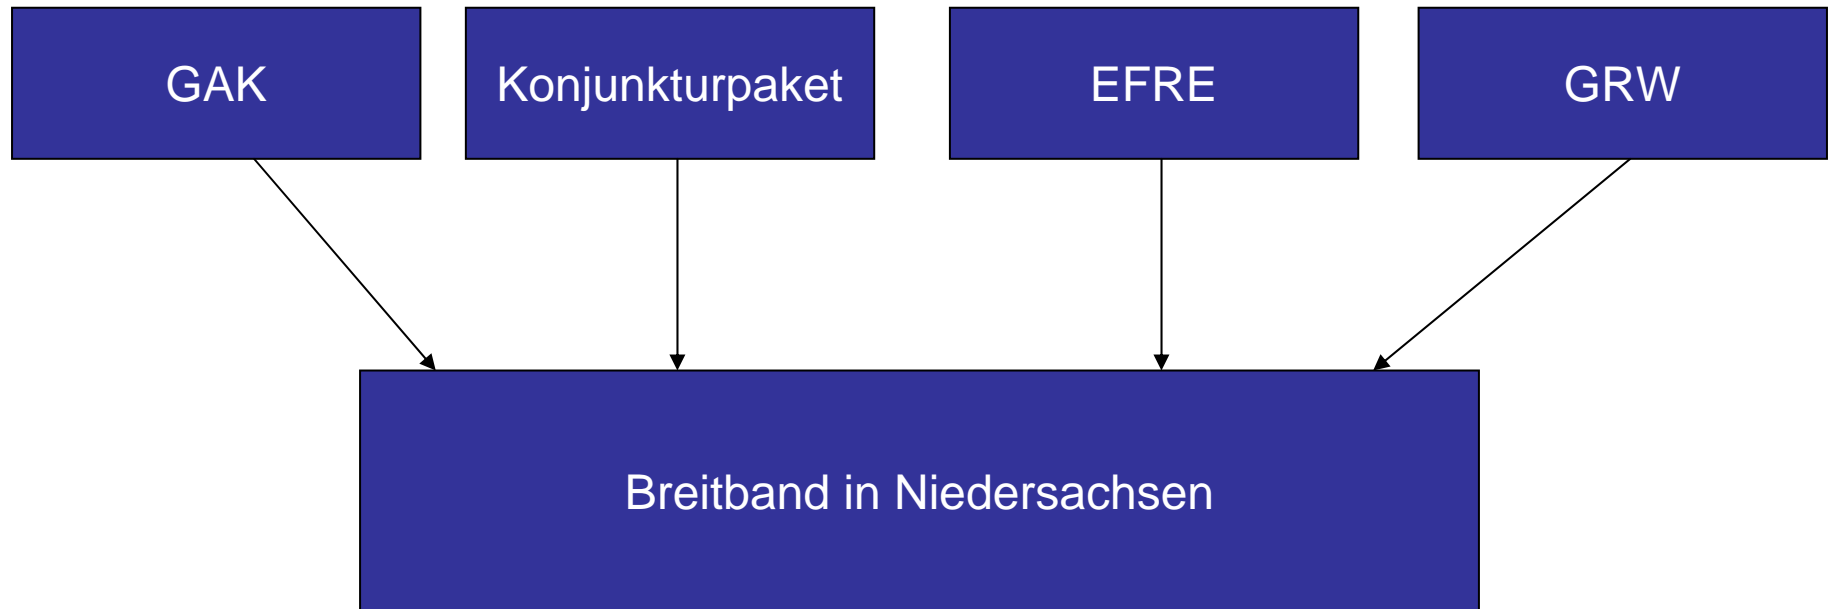 GAK
Konjunkturpaket
EFRE
GRW
Breitband in Niedersachsen